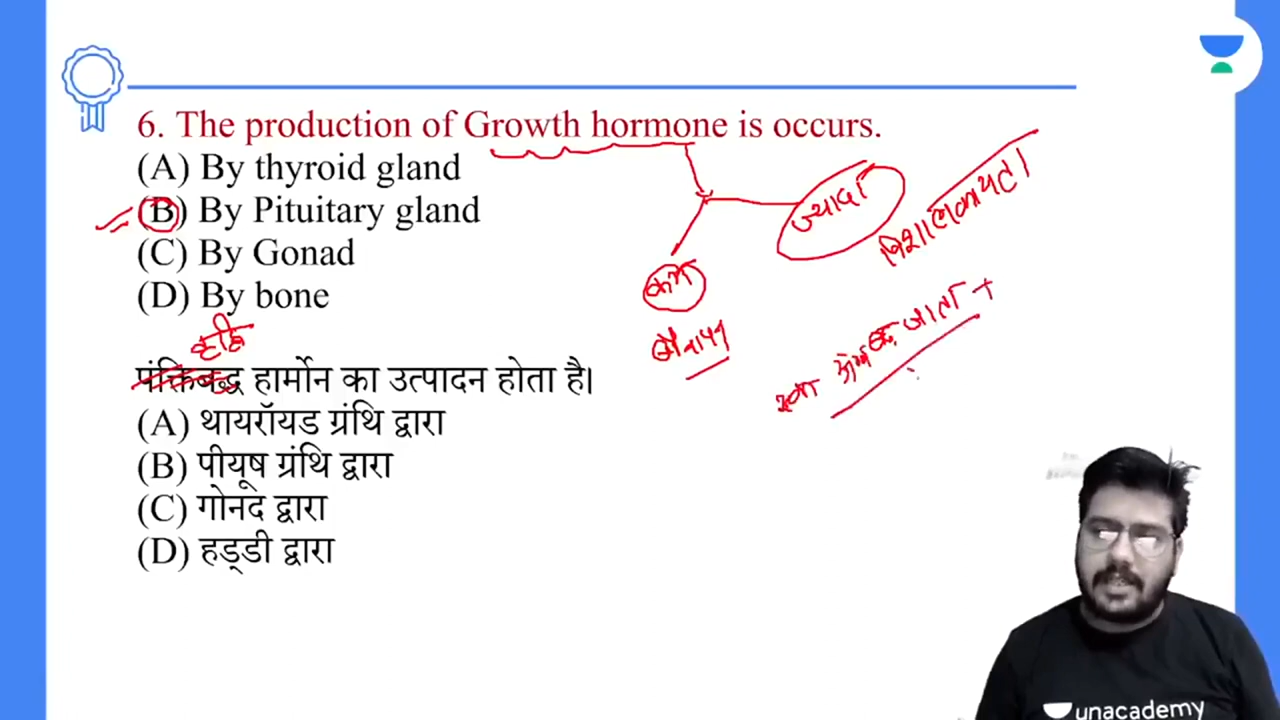 6. The production of Growth hormone is occurs.
(A) By thyroid gland
(B) By Pituitary gland
(C) By Gonad
(D) By bone
ज्यादा
कम
बौनापन
पंक्तिबद्ध हार्मोन का उत्पादन होता है।
(A) थायरॉयड ग्रंथि द्वारा
(B) पीयूष ग्रंथि द्वारा
(C) गोनद द्वारा
(D) हड्डी द्वारा
unacademy